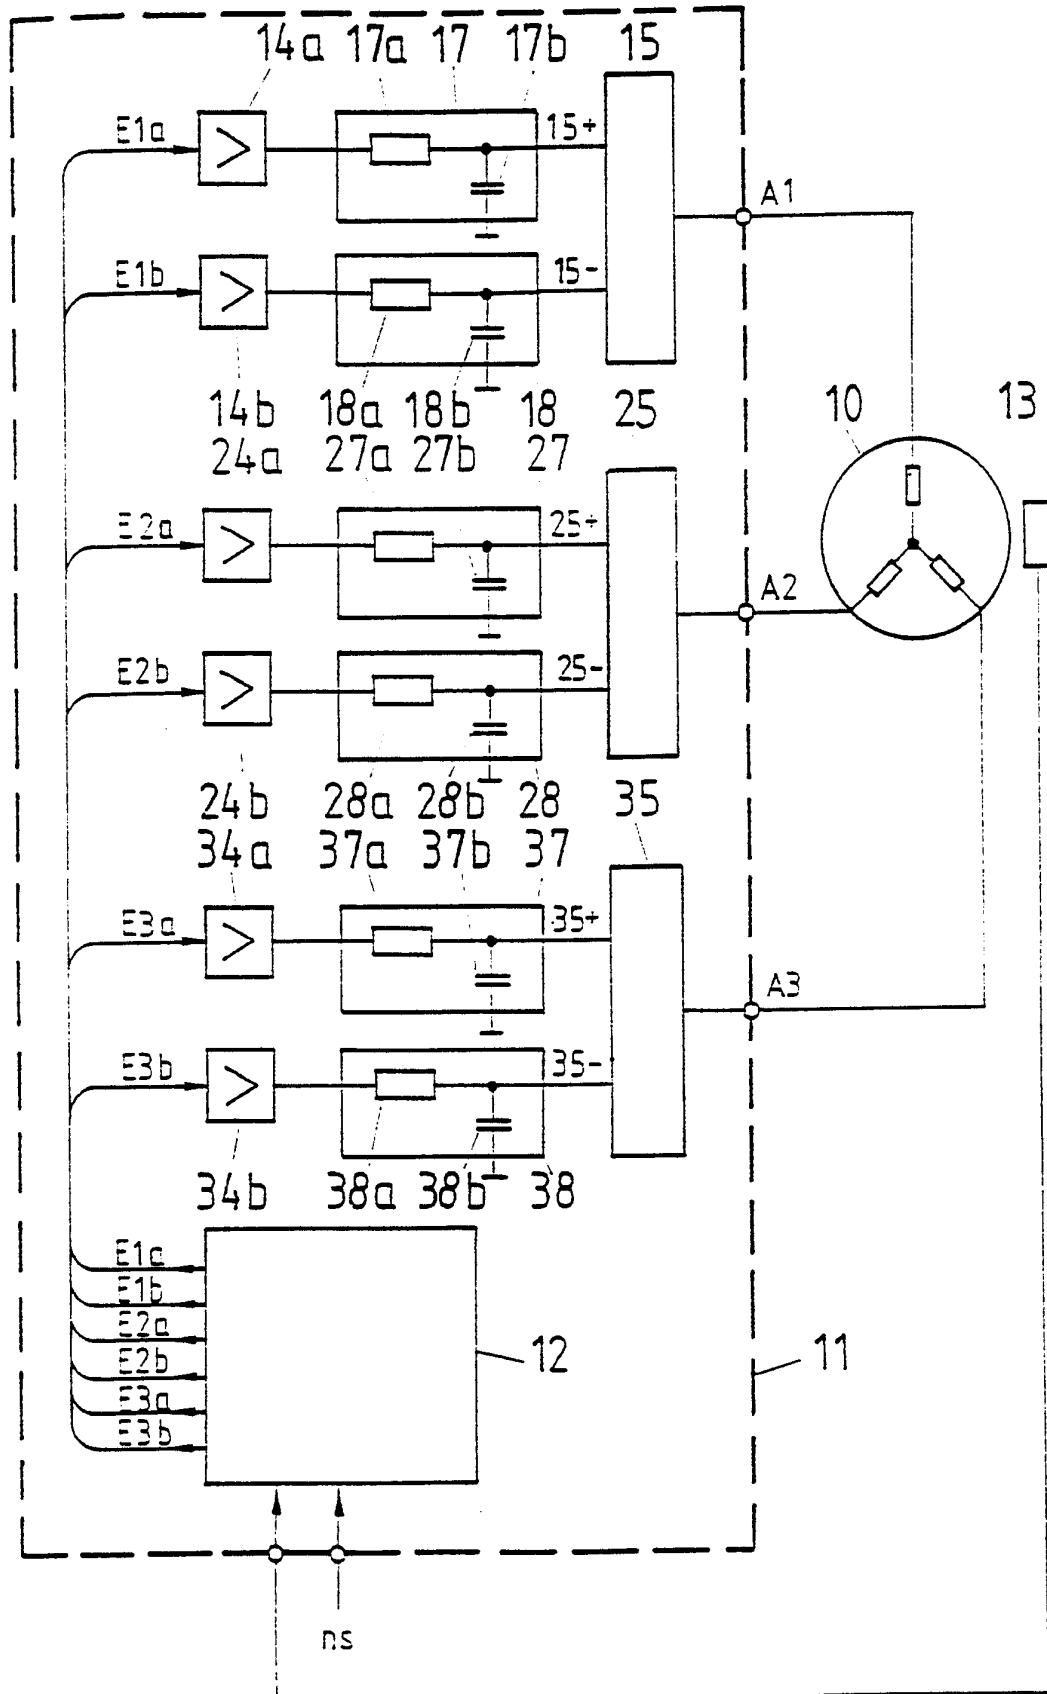 14a 17a 17 17b 15
E1a 15+
A1
E1b 15-
14b 18a 18b 18 25
10 13
24a 27a 27b 27
E2a 25+
A2
E2b 25-
24b 28a 28b 28 35
34a 37a 37b 37
E3a 35+
A3
E3b 35-
34b 38a 38b 38
E1a
E1b
E2a
E2b
E3a
E3b
12
11
ns